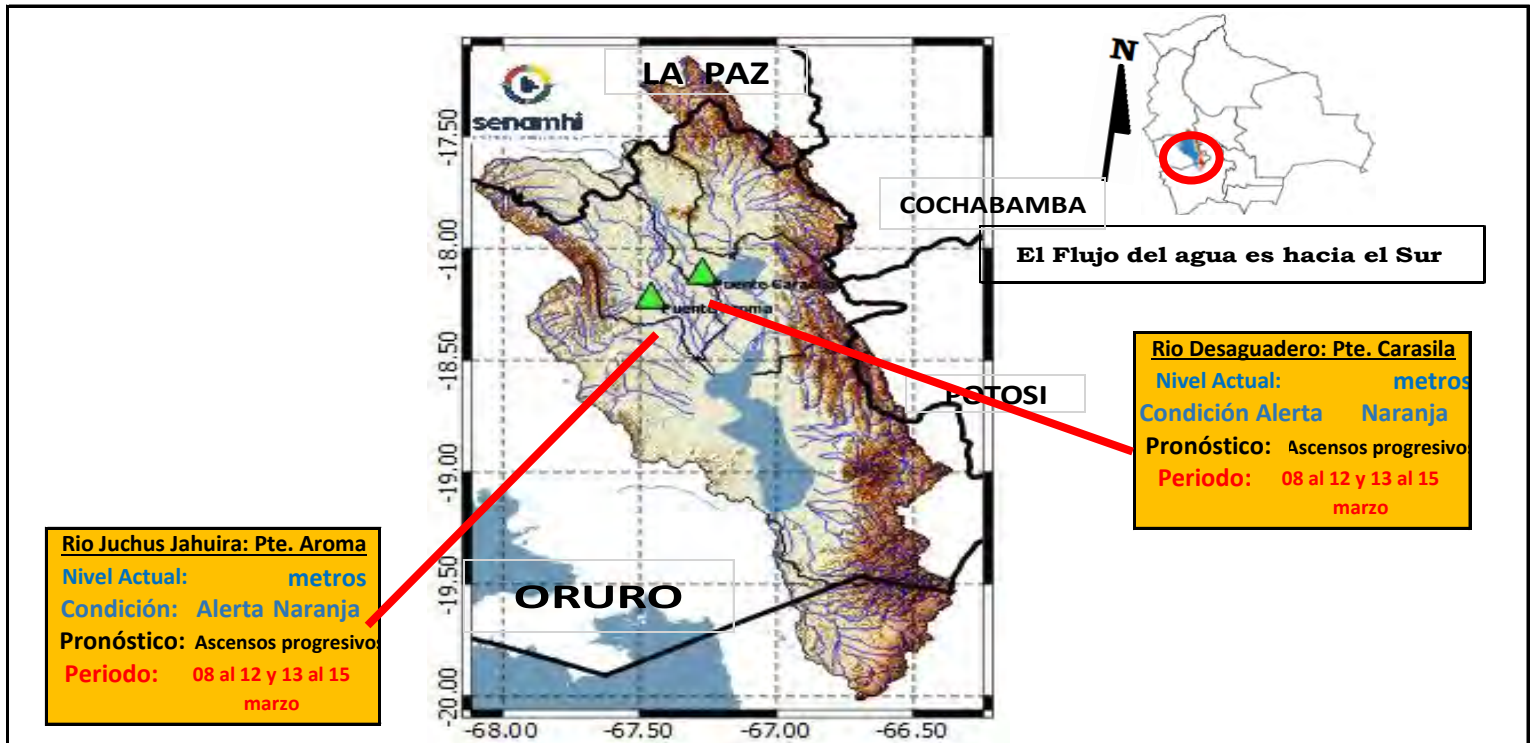 LA PAZ
senamhi
N
COCHABAMBA
El Flujo del agua es hacia el Sur
-17.50
-18.00
-18.50
-19.00
-19.50
-20.00
-68.00 -67.50 -67.00 -66.50
Puente
Puente
POTOSI
ORURO
Rio Desaguadero: Pte. Carasila
Nivel Actual: metros
Condición Alerta Naranja
Pronóstico: Ascensos progresivo
Periodo: 08 al 12 y 13 al 15
marzo
Rio Juchus Jahuira: Pte. Aroma
Nivel Actual: metros
Condición: Alerta Naranja
Pronóstico: Ascensos progresivo
Periodo: 08 al 12 y 13 al 15
marzo